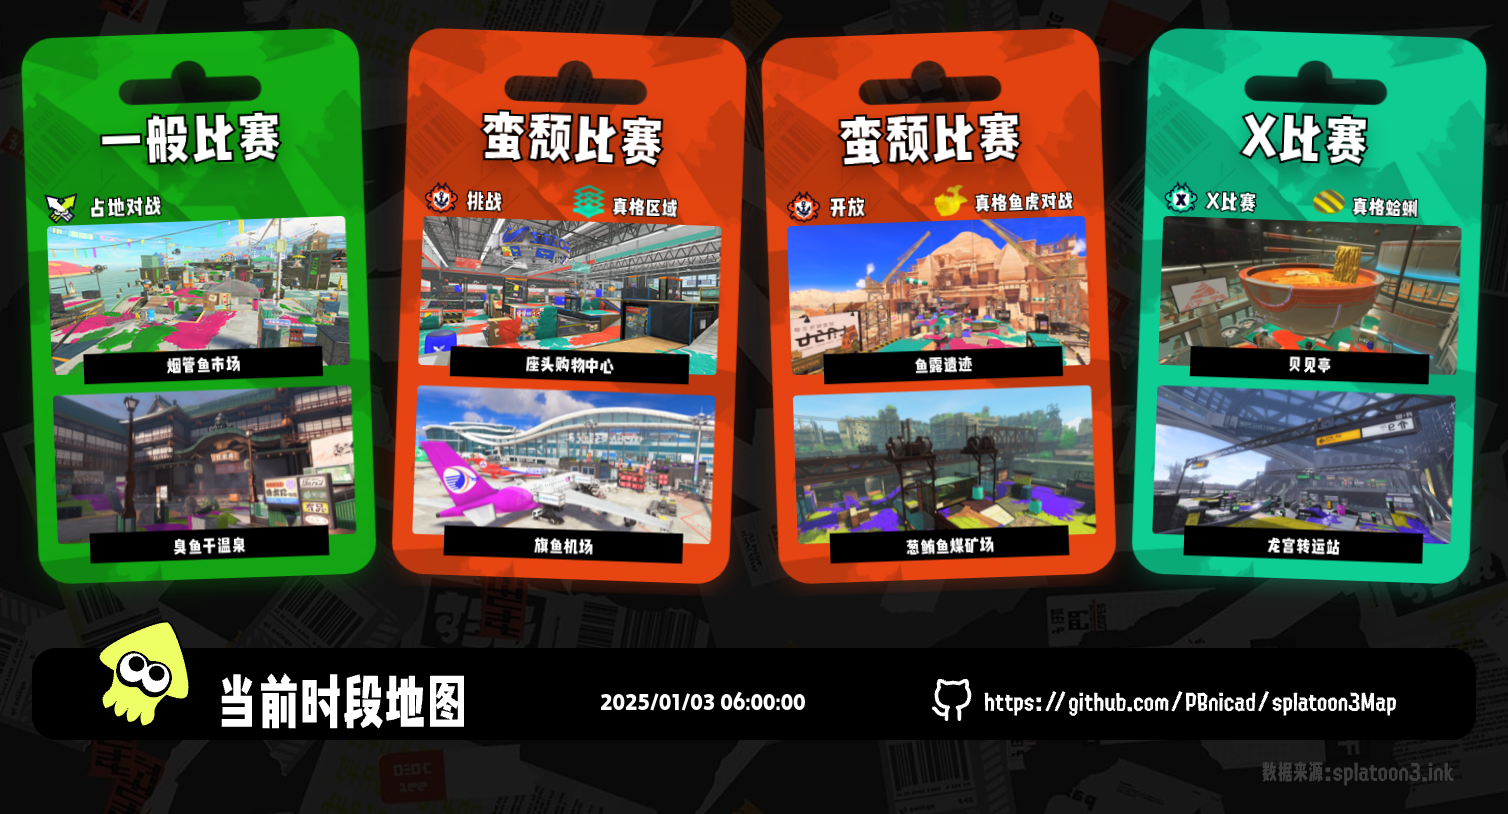 一般比赛
占地对战
烟管鱼市场
臭鱼干温泉
蛮颓比赛
挑战
真格区域
座头购物中心
旗鱼机场
蛮颓比赛
开放
真格鱼虎对战
鱼露遗迹
葱鲔鱼煤矿场
X比赛
X比赛
真格蛤蜊
贝见亭
龙宫转运站
当前时段地图
2025/01/03 06:00:00
https://github.com/PBnicad/splatoon3Map
数据来源:splatoon3.ink